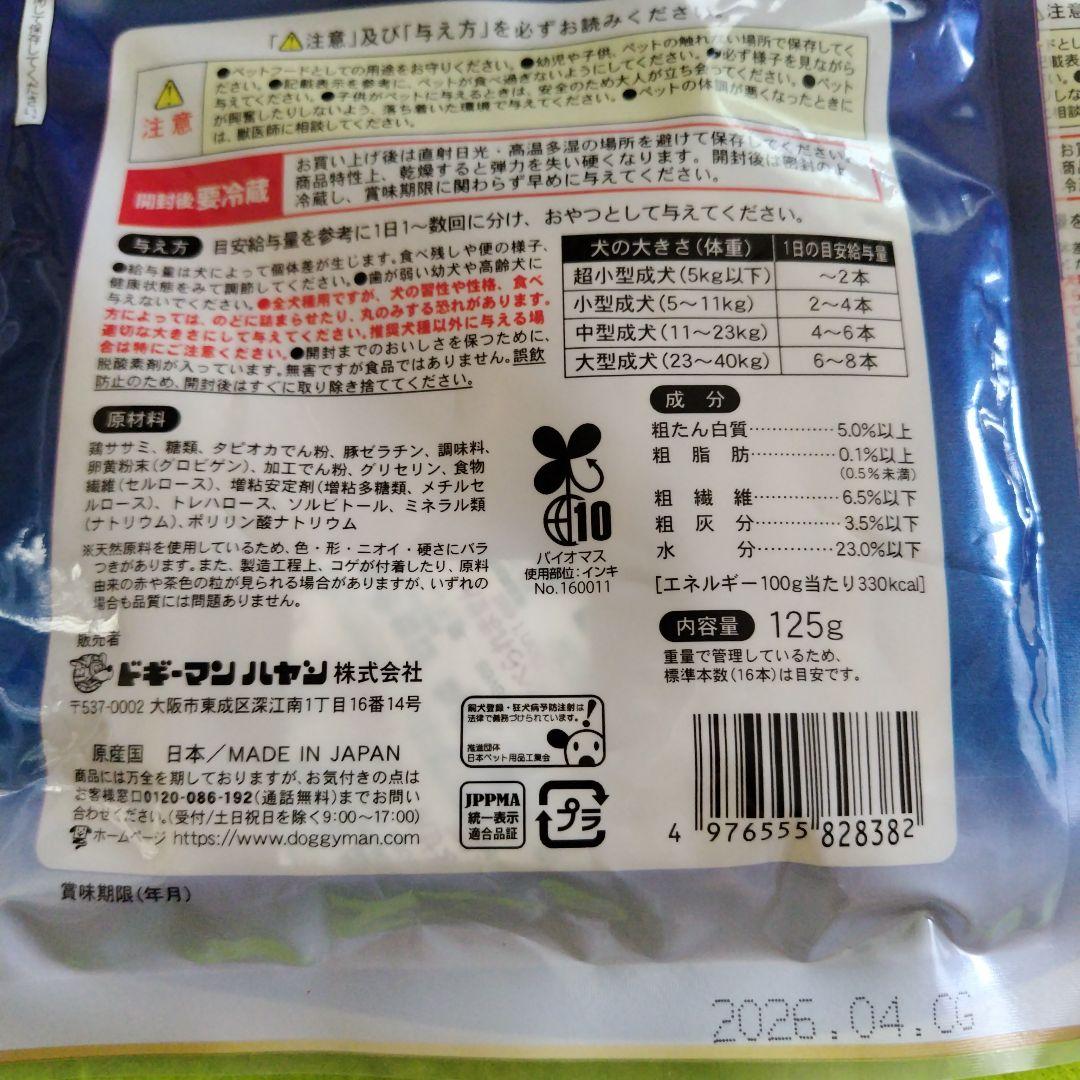 「⚠注意」及び「与え方」を必ずお読みください。
注意
●ペットフードとしての用途をお守りください。●幼児や子供、ペットの触れない場所で保存してく
ださい。●記載表示を参考に、ペットが食べ過ぎないようにしてください。●必ず様子を見ながら
与えてください。●子供がペットに与えるときは、安全のため大人が立ち会ってください。●ペット
が興奮したりしないよう、落ち着いた環境で与えてください。●ペットの体調が悪くなったときに
は、獣医師に相談してください。
開封後要冷蔵
お買い上げ後は直射日光・高温多湿の場所を避けて保存してください。
商品特性上、乾燥すると弾力を失い硬くなります。開封後は密封の上
冷蔵し、賞味期限に関わらず早めに与えてください。
与え方 目安給与量を参考に1日1〜数回に分け、おやつとして与えてください。
●給与量は犬によって個体差が生じます。食べ残しや便の様子、
健康状態をみて調節してください。●歯が弱い幼犬や高齢犬に
与えないでください。●全犬種用ですが、犬の習性や性格、食べ
方によっては、のどに詰まらせたり、丸のみする恐れがあります。
適切な大きさにして与えてください。推奨犬種以外に与える場
合は特にご注意ください。●開封までのおいしさを保つために、
脱酸素剤が入っています。無害ですが食品ではありません。誤飲
防止のため、開封後はすぐに取り除き捨ててください。
犬の大きさ(体重) 1日の目安給与量
超小型成犬(5kg以下) 〜2本
小型成犬(5〜11kg) 2〜4本
中型成犬(11〜23kg) 4〜6本
大型成犬(23〜40kg) 6〜8本
原材料
鶏ササミ、糖類、タピオカでん粉、豚ゼラチン、調味料、
卵黄粉末(グロビゲン)、加工でん粉、グリセリン、食物
繊維(セルロース)、増粘安定剤(増粘多糖類、メチルセ
ルロース)、トレハロース、ソルビトール、ミネラル類
(ナトリウム)、ポリリン酸ナトリウム
※天然原料を使用しているため、色・形・ニオイ・硬さにバラ
つきがあります。また、製造工程上、コゲが付着したり、原料
由来の赤や茶色の粒が見られる場合がありますが、いずれの
場合も品質には問題ありません。
10
バイオマス
使用部位:インキ
No.160011
成分
粗たん白質……………5.0%以上
粗脂肪……………0.1%以上
(0.5%未満)
粗繊維……………6.5%以下
粗灰分……………3.5%以下
水分……………23.0%以下
[エネルギー100g当たり330kcal]
内容量 125g
重量で管理しているため、
標準本数(16本)は目安です。
販売者
ドギーマンハヤシ株式会社
〒537-0002 大阪市東成区深江南1丁目16番14号
原産国 日本/MADE IN JAPAN
商品には万全を期しておりますが、お気付きの点は
お客様窓口0120-086-192(通話無料)までお問い
合わせください。(受付/土日祝日を除く9:00〜17:00)
ホームページ https://www.doggyman.com
飼犬登録・狂犬病予防注射は
法律で義務づけられています。
推進団体
日本ペット用品工業会
JPPMA
統一表示
適合品証
プラ
4 976555 828382
賞味期限(年月)
2026.04.CG